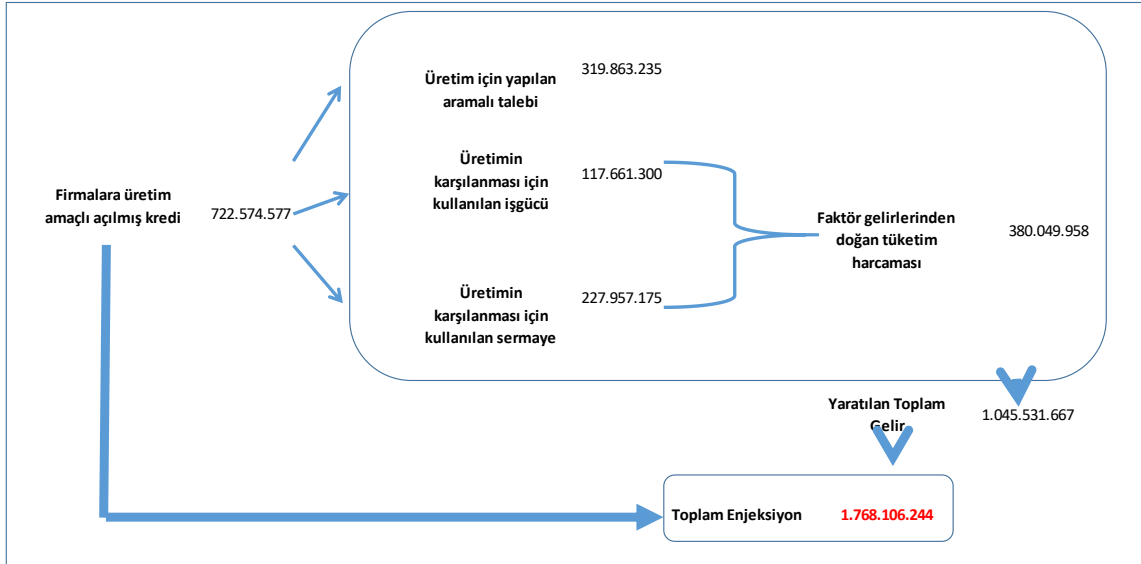 Firmalara üretim
amaçlı açılmış kredi
722.574.577
Üretim için yapılan
aramalı talebi
319.863.235
Üretimin
karşılanması için
kullanılan işgücü
117.661.300
Üretimin
karşılanması için
kullanılan sermaye
227.957.175
Faktör gelirlerinden
doğan tüketim
harcaması
380.049.958
Yaratılan Toplam
Gelir
1.045.531.667
Toplam Enjeksiyon
1.768.106.244